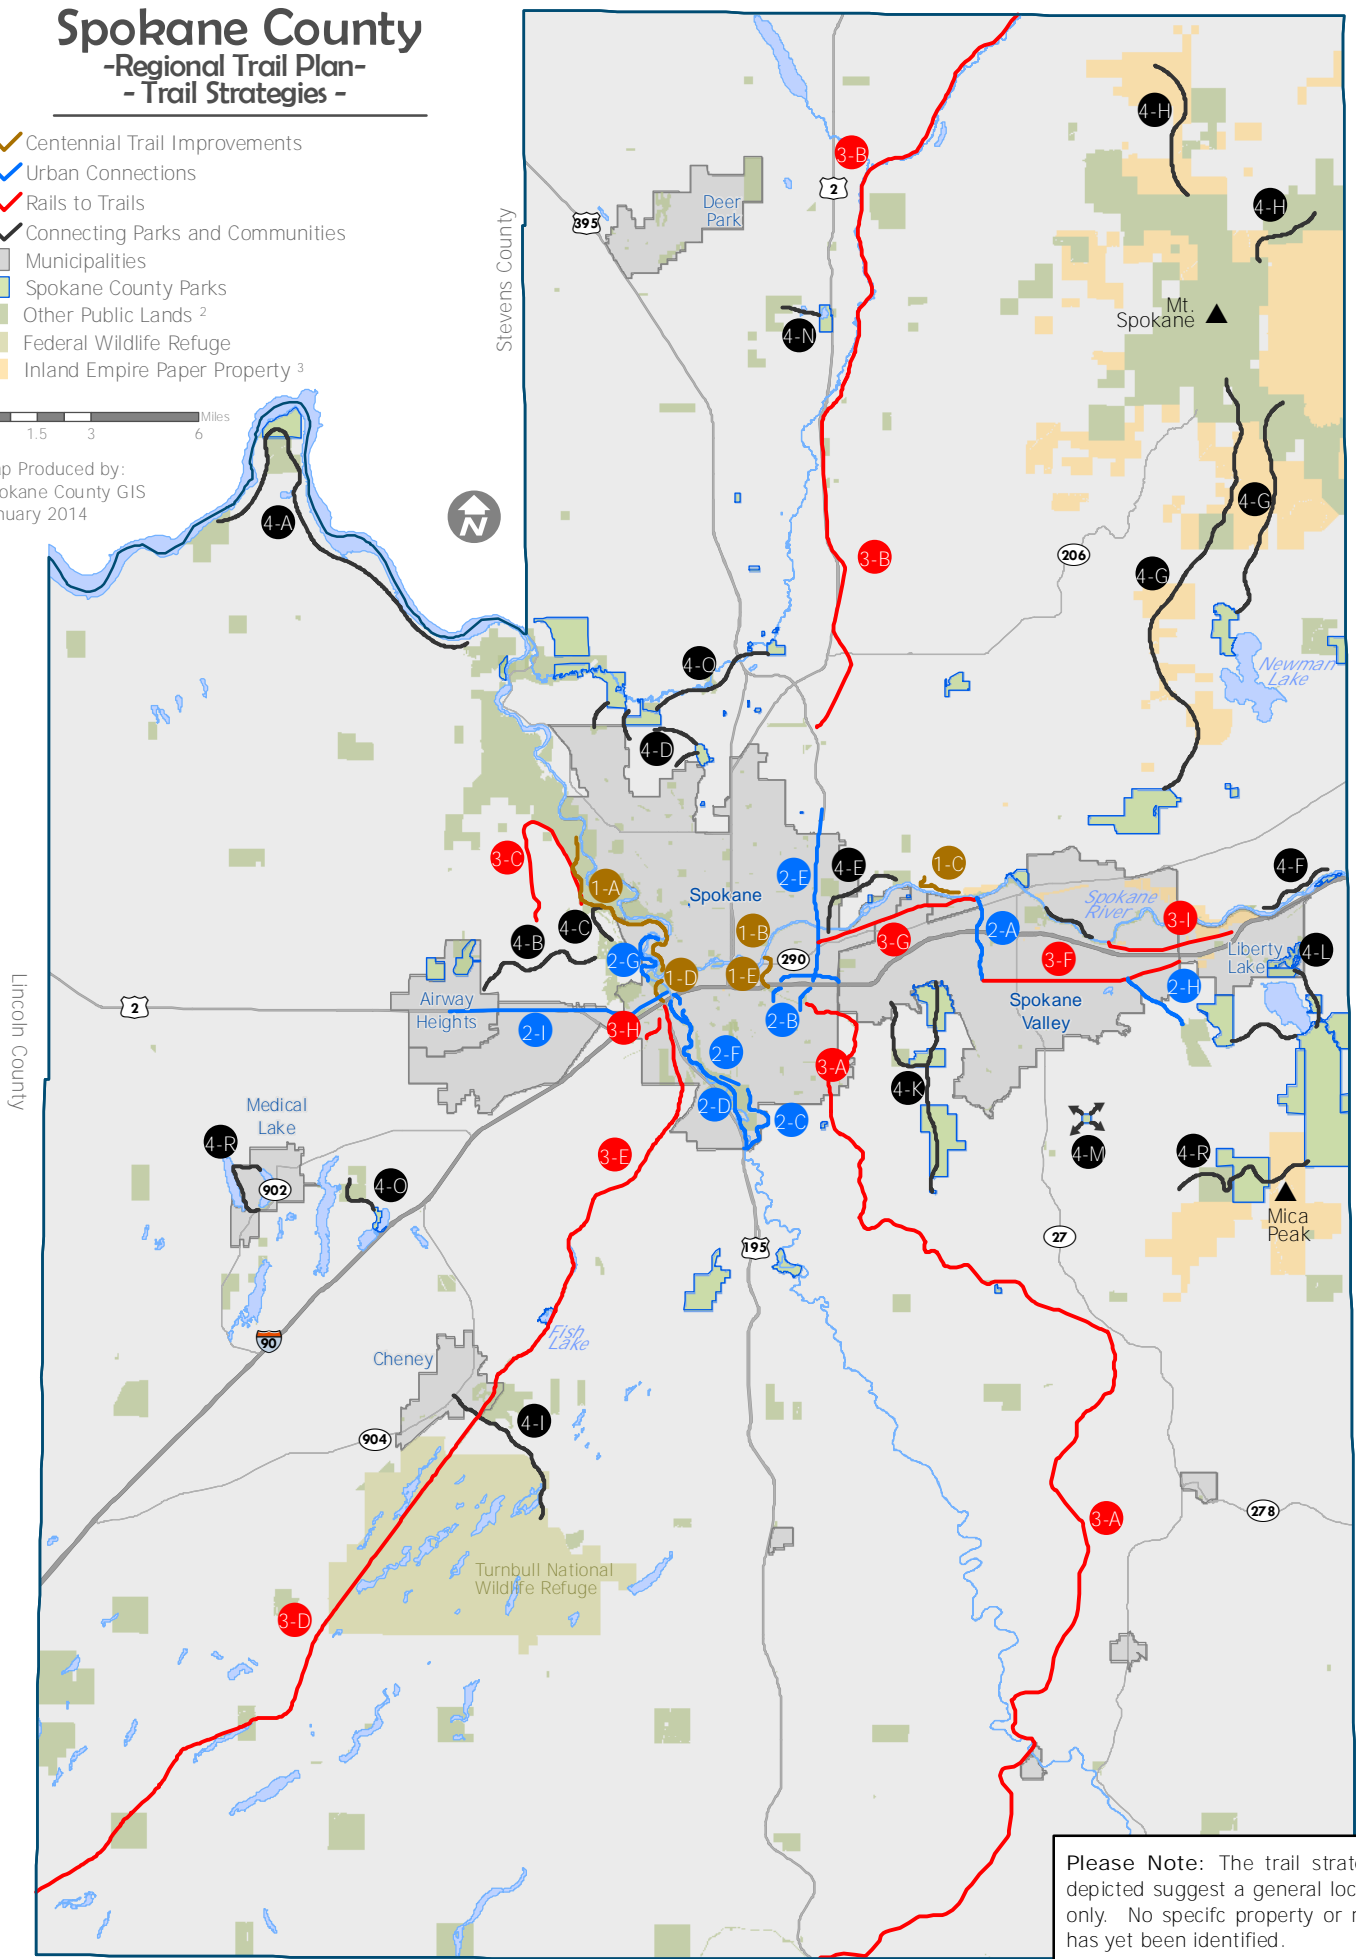 Spokane County
-Regional Trail Plan-
- Trail Strategies -
Centennial Trail Improvements
Urban Connections
Rails to Trails
Connecting Parks and Communities
Municipalities
Spokane County Parks
Other Public Lands 2
Federal Wildlife Refuge
Inland Empire Paper Property 3
Miles
1.5 3 6
Produced by:
County GIS
2014
N
Stevens County
Lincoln County
395
Deer
Park
2
3-B
4-H
4-H
Mt.
Spokane
4-N
4-A
4-G
206
3-B
4-G
Newman
Lake
4-Q
4-D
3-C
1-A
Spokane
2-E
4-E
1-C
4-F
Spokane
River
3-I
4-C
4-B
2-G
1-B
290
3-G
2-A
3-F
Liberty
Lake
4-L
1-D
1-E
2-H
Airway
Heights
2
2-I
3-H
2-B
Spokane
Valley
2-F
3-A
4-K
2-D
2-C
Medical
Lake
4-R
902
4-O
3-E
4-M
4-R
Mica
Peak
195
27
90
Fish
Lake
Cheney
4-I
904
278
3-A
Turnbull National
Wildlife Refuge
3-D
Please Note: The trail
depicted suggest a general
only. No specifc property or
has yet been identified.